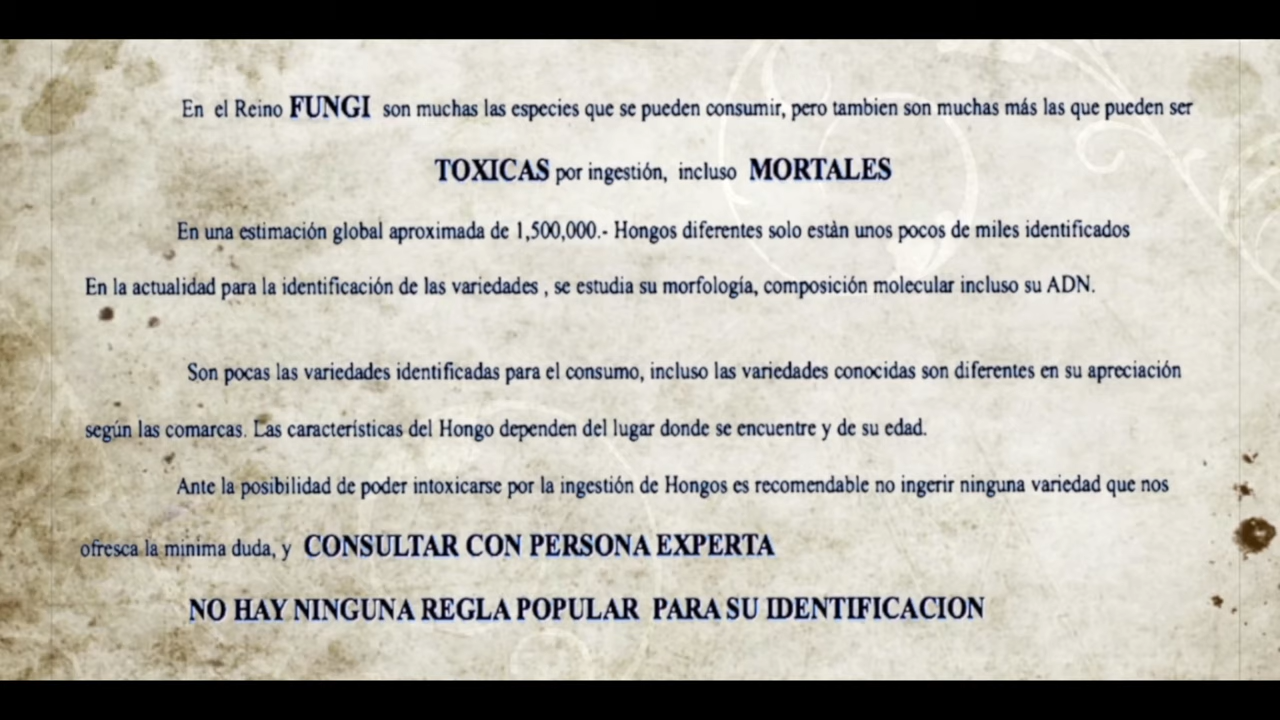 En el Reino FUNGI son muchas las especies que se pueden consumir, pero tambien son muchas más las que pueden ser
TOXICAS por ingestión, incluso MORTALES
En una estimación global aproximada de 1,500,000.- Hongos diferentes solo estàn unos pocos de miles identificados
En la actualidad para la identificación de las variedades , se estudia su morfología, composición molecular incluso su ADN.
Son pocas las variedades identificadas para el consumo, incluso las variedades conocidas son diferentes en su apreciación
según las comarcas. Las características del Hongo dependen del lugar donde se encuentre y de su edad.
Ante la posibilidad de poder intoxicarse por la ingestión de Hongos es recomendable no ingerir ninguna variedad que nos
ofresca la minima duda, y CONSULTAR CON PERSONA EXPERTA
NO HAY NINGUNA REGLA POPULAR PARA SU IDENTIFICACION